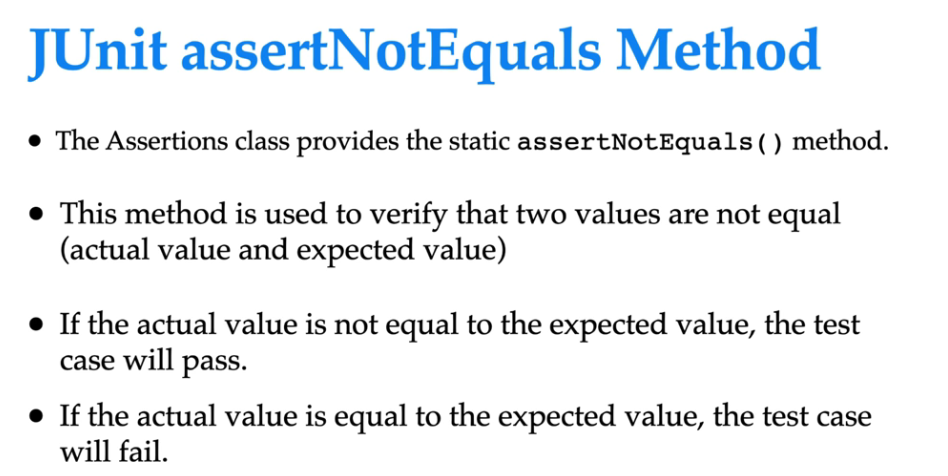 JUnit assertNotEquals Method
• The Assertions class provides the static assertNotEquals() method.
• This method is used to verify that two values are not equal
(actual value and expected value)
• If the actual value is not equal to the expected value, the test
case will pass.
• If the actual value is equal to the expected value, the test case
will fail.